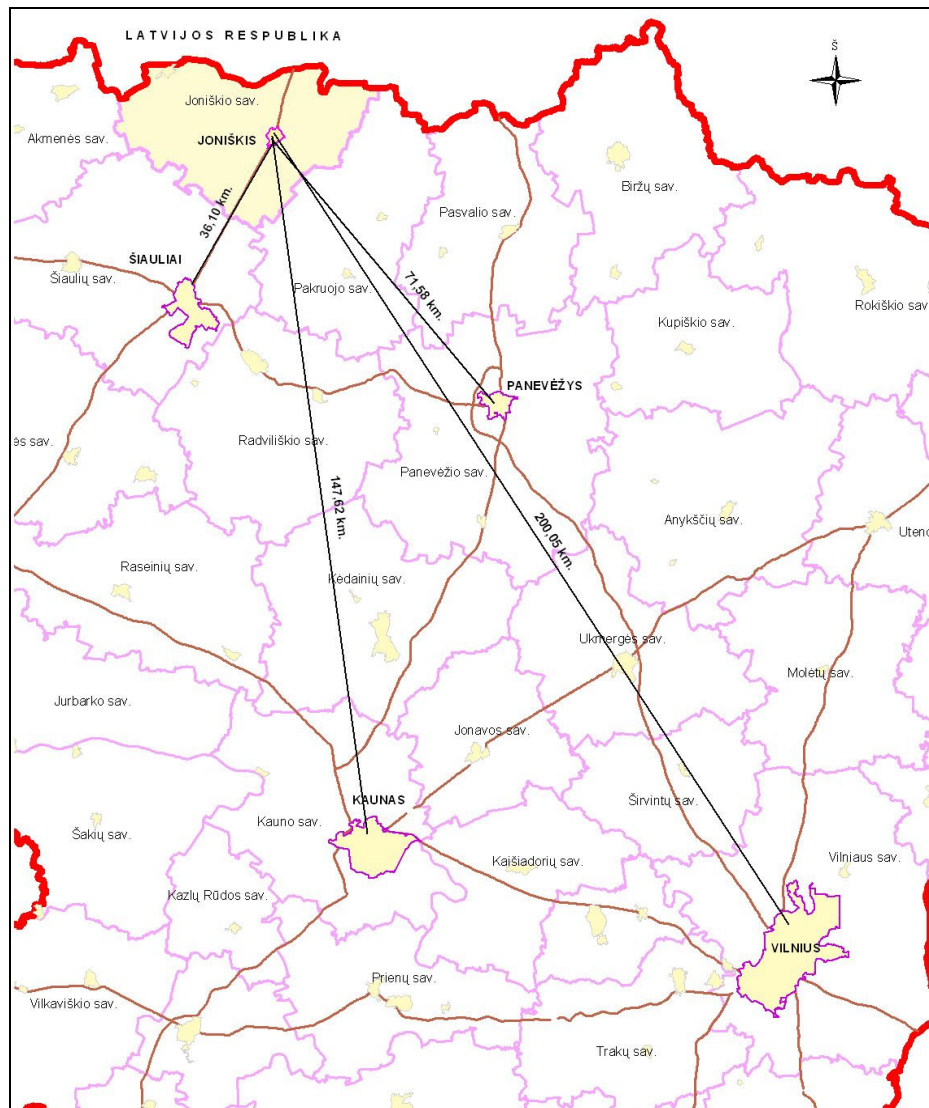 LATVIJOS RESPUBLIKA
Š
Joniškio sav.
Akmenės sav.
JONIŠKIS
Biržų sav.
Pasvalio sav.
36,10 km.
ŠIAULIAI
Šiaulių sav.
Pakruojo sav.
71,58 km.
Rokiškio sav
Kupiškio sav.
PANEVĖŽYS
ės sav.
Radviliškio sav.
Panevėžio sav.
147,62 km.
200,05 km.
Anykščių sav.
Uteno
Raseinių sav.
Kėdainių sav.
Ukmergės sav.
Molėtų sav.
Jurbarko sav.
Jonavos sav.
KAUNAS
Širvintų sav.
Šakių sav.
Kauno sav.
Kaišiadorių sav.
Vilniaus sav.
Kazlų Rūdos sav.
VILNIUS
Prienų sav.
Vilkaviškio sav.
Trakų sav.